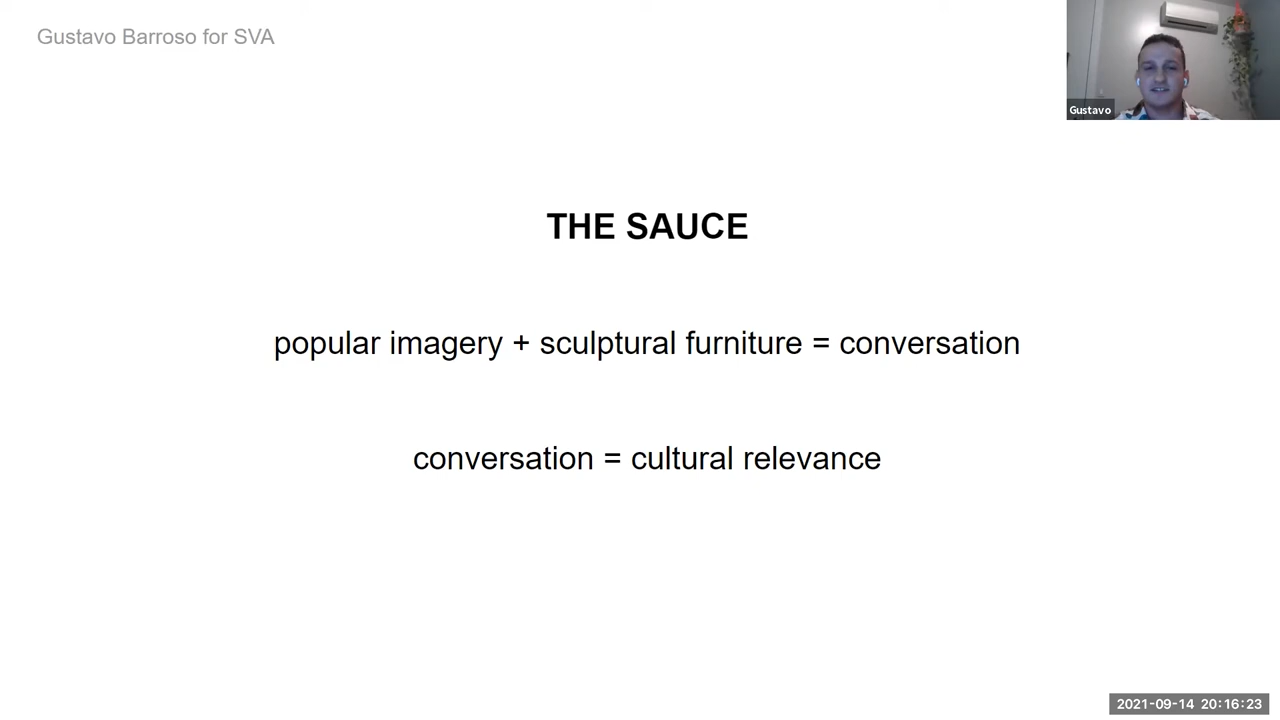 Gustavo Barroso for SVA
Gustavo
THE SAUCE
popular imagery + sculptural furniture = conversation
conversation = cultural relevance
2021-09-14 20:16:23